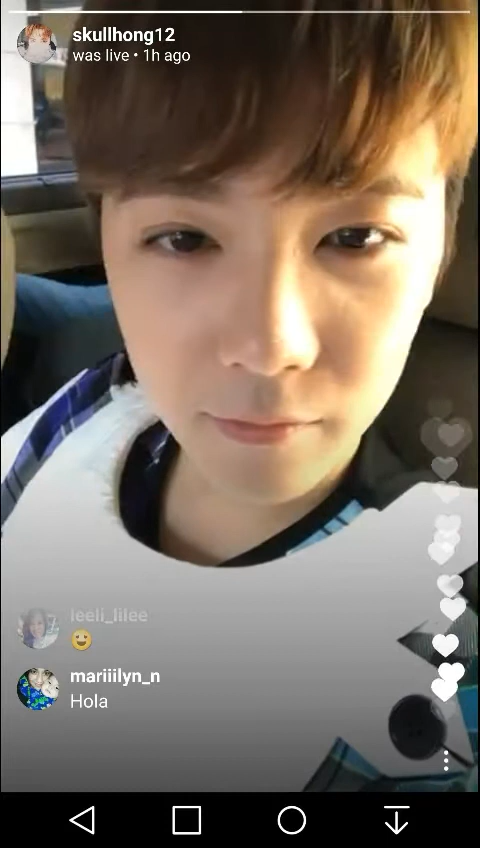 skullhong12
was live • 1h ago
leeli_lilee
mariiilyn_n
Hola